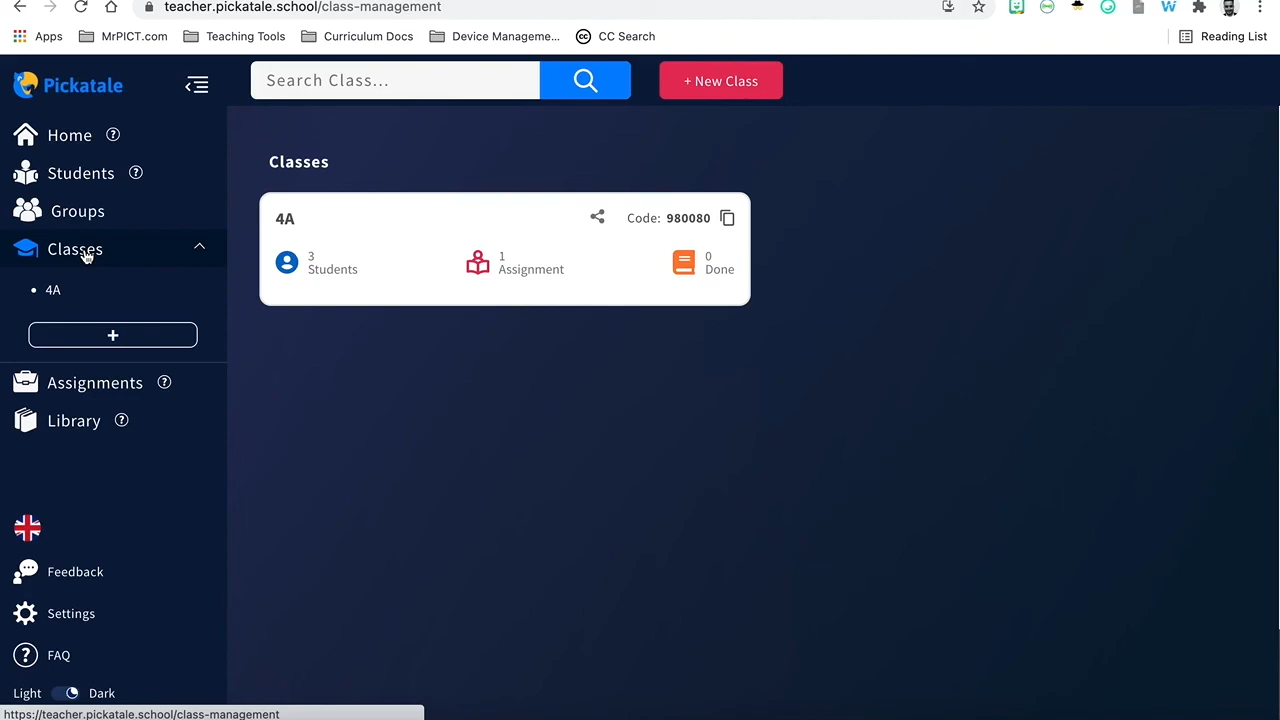 teacher.pickatale.school/class-management
Apps MrPICT.com Teaching Tools Curriculum Docs Device Manageme... CC Search Reading List
Pickatale
Search Class...
+ New Class
Home
Students
Groups
Classes
4A
+
Assignments
Library
Feedback
Settings
FAQ
Light Dark
Classes
4A Code: 980080
3 Students
1 Assignment
0 Done
https://teacher.pickatale.school/class-management